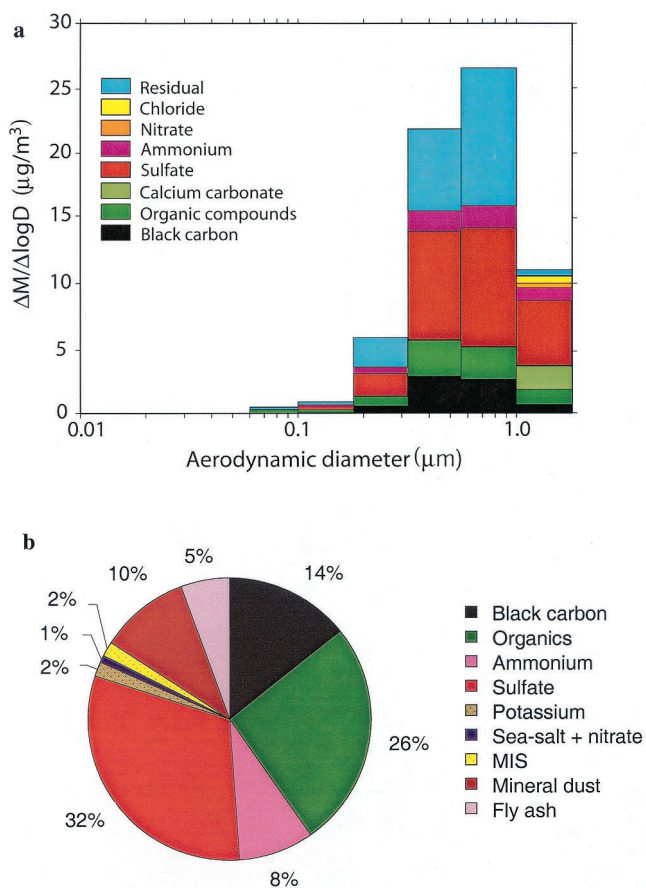 a
30
25
20
15
10
5
0
ΔM/ΔlogD (μg/m³)
Residual
Chloride
Nitrate
Ammonium
Sulfate
Calcium carbonate
Organic compounds
Black carbon
0.01
0.1
1.0
Aerodynamic diameter (μm)
b
5%
14%
10%
2%
1%
2%
26%
32%
8%
Black carbon
Organics
Ammonium
Sulfate
Potassium
Sea-salt + nitrate
MIS
Mineral dust
Fly ash